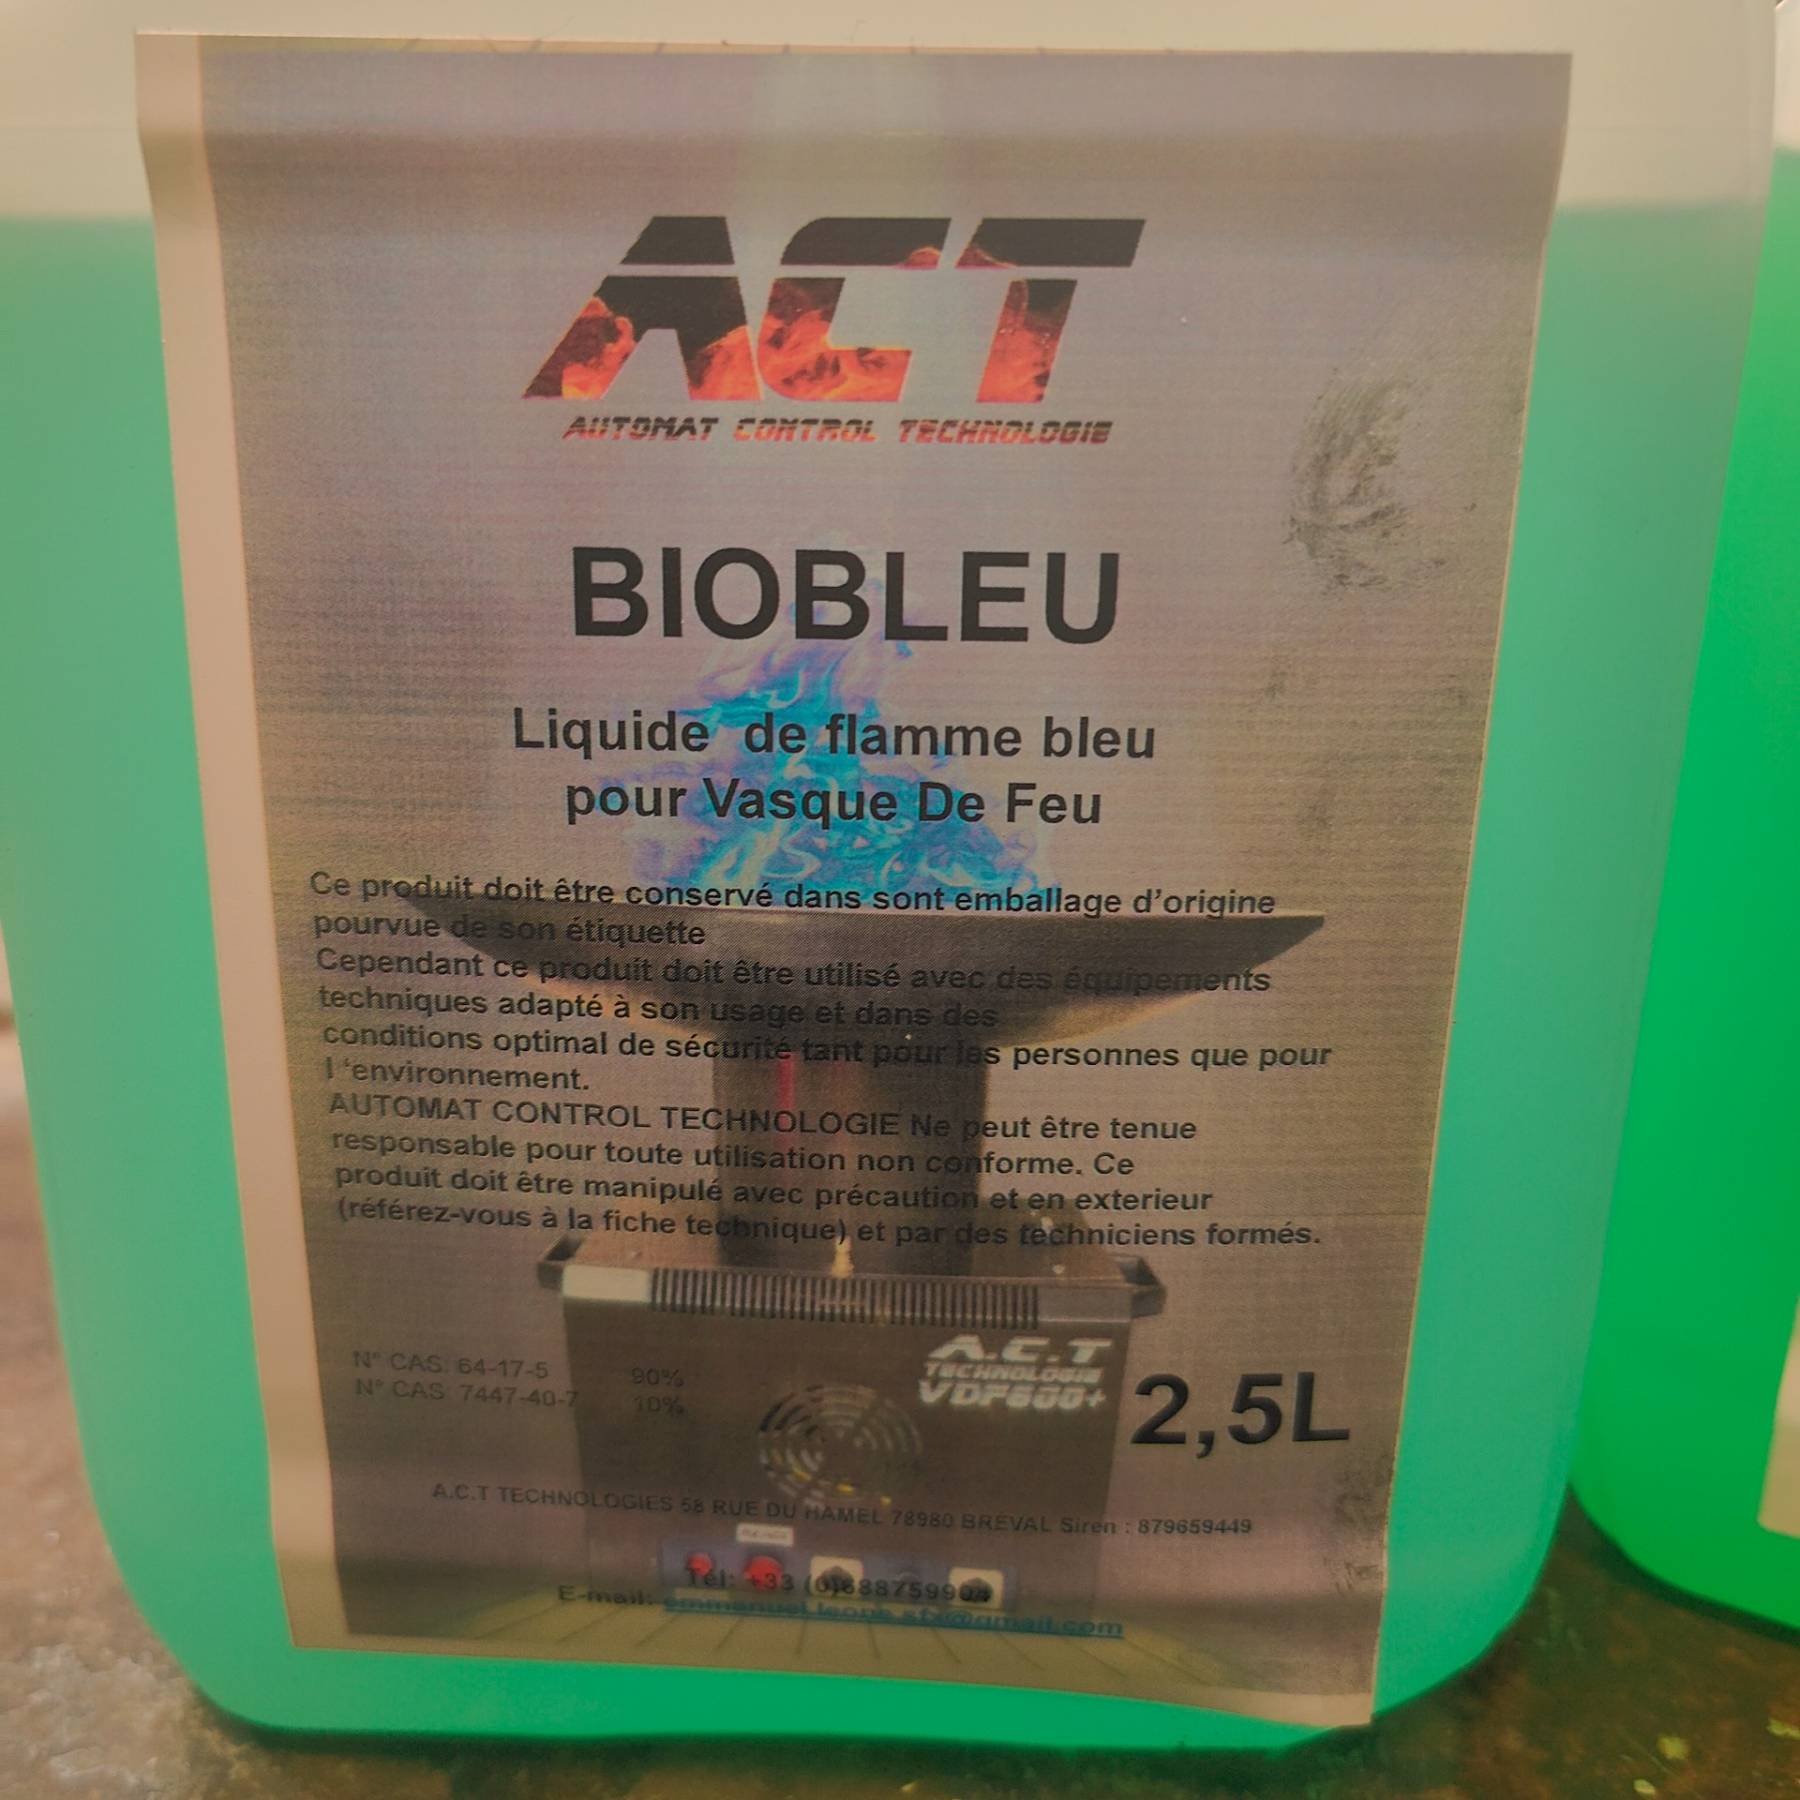 ACT
AUTOMAT CONTROL TECHNOLOGIE
BIOBLEU
Liquide de flamme bleu
pour Vasque De Feu
Ce produit doit être conservé dans sont emballage d'origine
pourvue de son étiquette
Cependant ce produit doit être utilisé avec des équipements
techniques adapté à son usage et dans des
conditions optimal de sécurité tant pour les personnes que pour
l 'environnement.
AUTOMAT CONTROL TECHNOLOGIE Ne peut être tenue
responsable pour toute utilisation non conforme. Ce
produit doit être manipulé avec précaution et en exterieur
(référez-vous à la fiche technique) et par des techniciens formés.
A.C.T
TECHNOLOGIE
VDF600+
N° CAS: 64-17-5 90%
N° CAS: 7447-40-7 10%
2,5L
A.C.T TECHNOLOGIES 58 RUE DU HAMEL 78980 BREVAL Siren : 879659449
Tél: +33 (0)688759904
E-mail: